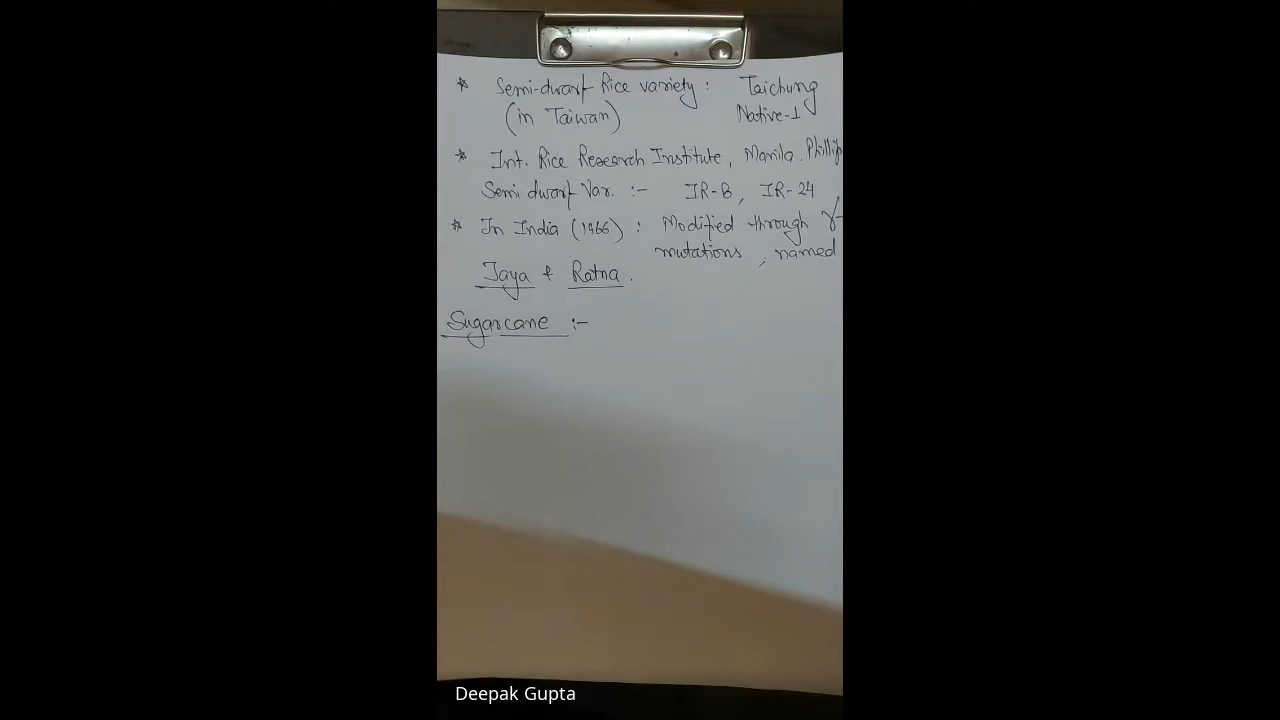 * Semi-dwarf Rice variety : Taichung
(in Taiwan) Native-1
* Int. Rice Research Institute, Manila, Phillip
Semi dwarf Var. :- IR-8, IR-24
* In India (1966) : Modified through γ-
mutations, named
Jaya & Ratna.
Sugarcane :-
Deepak Gupta